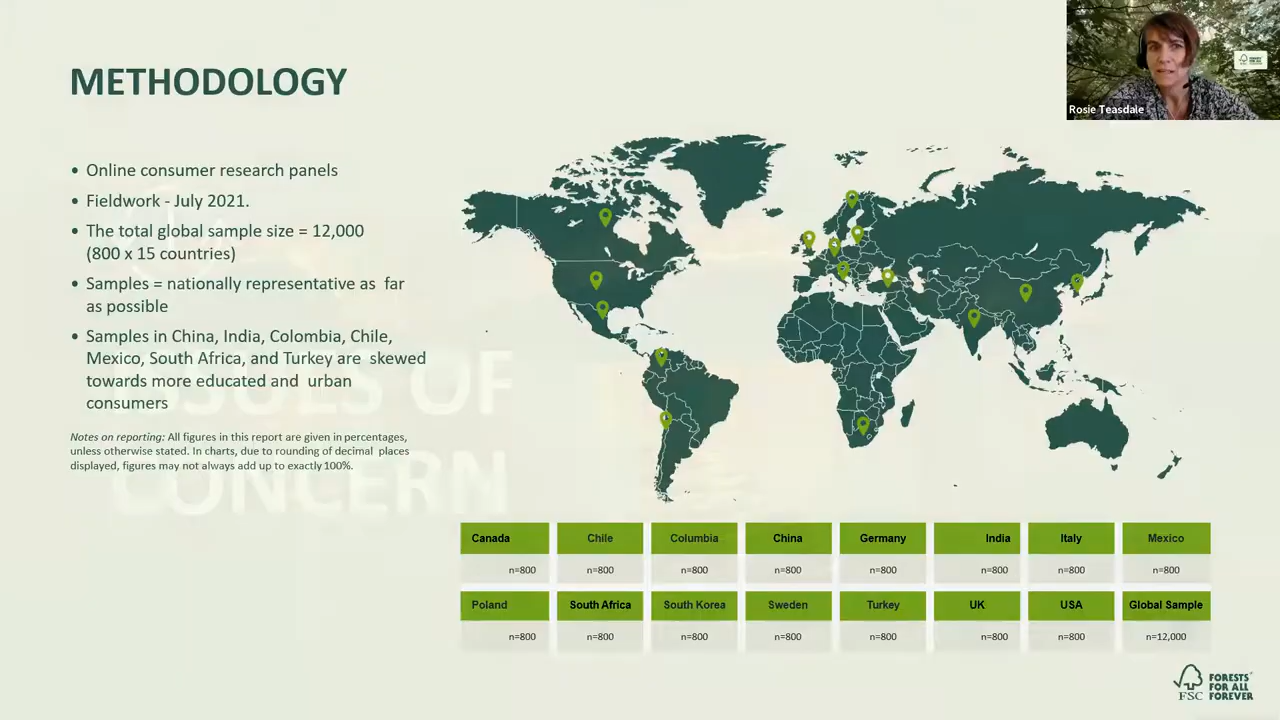 METHODOLOGY
Rosie Teasdale
• Online consumer research panels
• Fieldwork - July 2021.
• The total global sample size = 12,000
(800 x 15 countries)
• Samples = nationally representative as far
as possible
• Samples in China, India, Colombia, Chile,
Mexico, South Africa, and Turkey are skewed
towards more educated and urban
consumers
Notes on reporting: All figures in this report are given in percentages,
unless otherwise stated. In charts, due to rounding of decimal places
displayed, figures may not always add up to exactly 100%.
ISSUES OF
CONCERN
Canada Chile Columbia China Germany India Italy Mexico
n=800 n=800 n=800 n=800 n=800 n=800 n=800 n=800
Poland South Africa South Korea Sweden Turkey UK USA Global Sample
n=800 n=800 n=800 n=800 n=800 n=800 n=800 n=12,000
FSC
FORESTS
FOR ALL
FOREVER